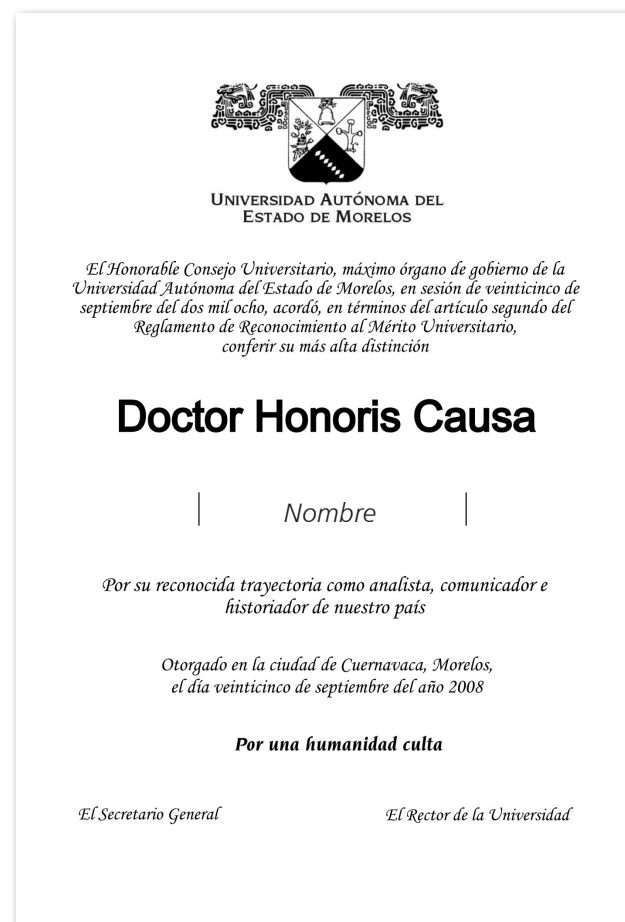 UNIVERSIDAD AUTÓNOMA DEL
ESTADO DE MORELOS
El Honorable Consejo Universitario, máximo órgano de gobierno de la
Universidad Autónoma del Estado de Morelos, en sesión de veinticinco de
septiembre del dos mil ocho, acordó, en términos del artículo segundo del
Reglamento de Reconocimiento al Mérito Universitario,
conferir su más alta distinción
Doctor Honoris Causa
Nombre
Por su reconocida trayectoria como analista, comunicador e
historiador de nuestro país
Otorgado en la ciudad de Cuernavaca, Morelos,
el día veinticinco de septiembre del año 2008
Por una humanidad culta
El Secretario General El Rector de la Universidad